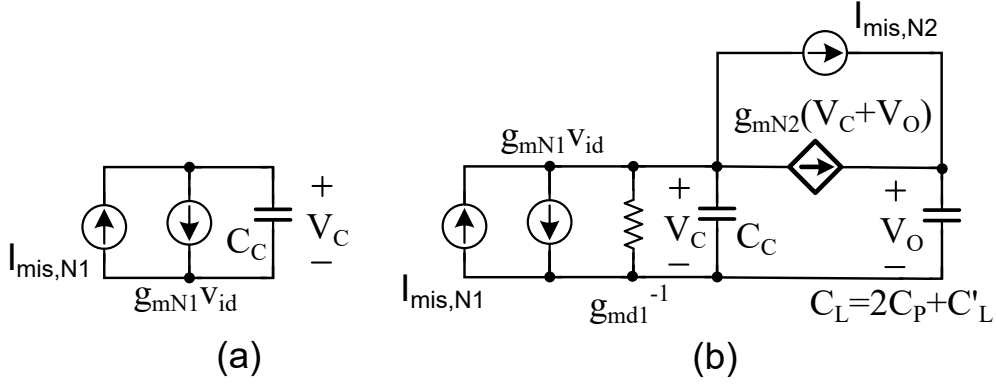 I_mis,N2
g_mN2(V_C+V_O)
g_mN1v_id
g_mN1v_id
+
+
+
C_C
V_C
V_C
C_C
V_O
I_mis,N1
−
−
−
g_mN1v_id
I_mis,N1
g_md1^-1
C_L=2C_P+C'_L
(a)
(b)